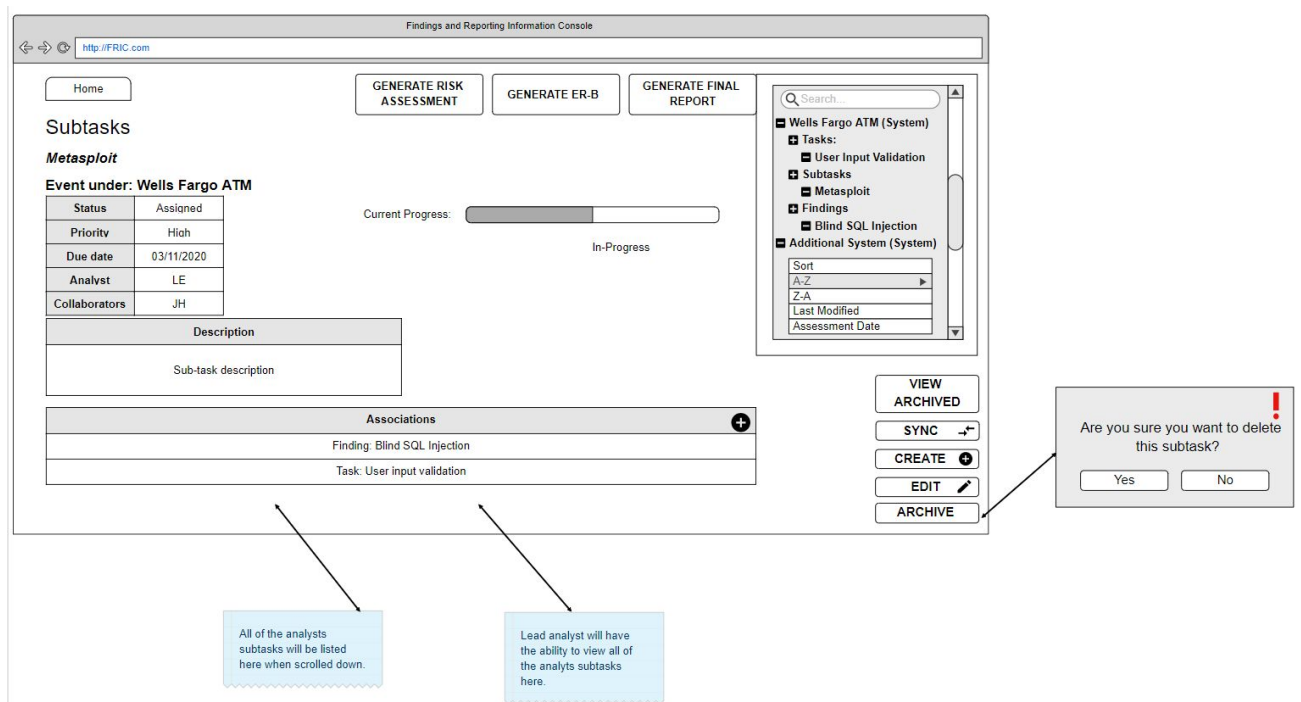 Findings and Reporting Information Console
http://FRIC.com
Home
GENERATE RISK
ASSESSMENT
GENERATE ER-B
GENERATE FINAL
REPORT
Search...
Wells Fargo ATM (System)
Tasks:
User Input Validation
Subtasks
Metasploit
Findings
Blind SQL Injection
Additional System (System)
Sort
A-Z
Z-A
Last Modified
Assessment Date
Subtasks
Metasploit
Event under: Wells Fargo ATM
Status Assigned
Priority High
Due date 03/11/2020
Analyst LE
Collaborators JH
Current Progress:
In-Progress
Description
Sub-task description
Associations
Finding: Blind SQL Injection
Task: User input validation
VIEW
ARCHIVED
SYNC
CREATE
EDIT
ARCHIVE
Are you sure you want to delete
this subtask?
Yes No
All of the analysts
subtasks will be listed
here when scrolled down.
Lead analyst will have
the ability to view all of
the analyts subtasks
here.